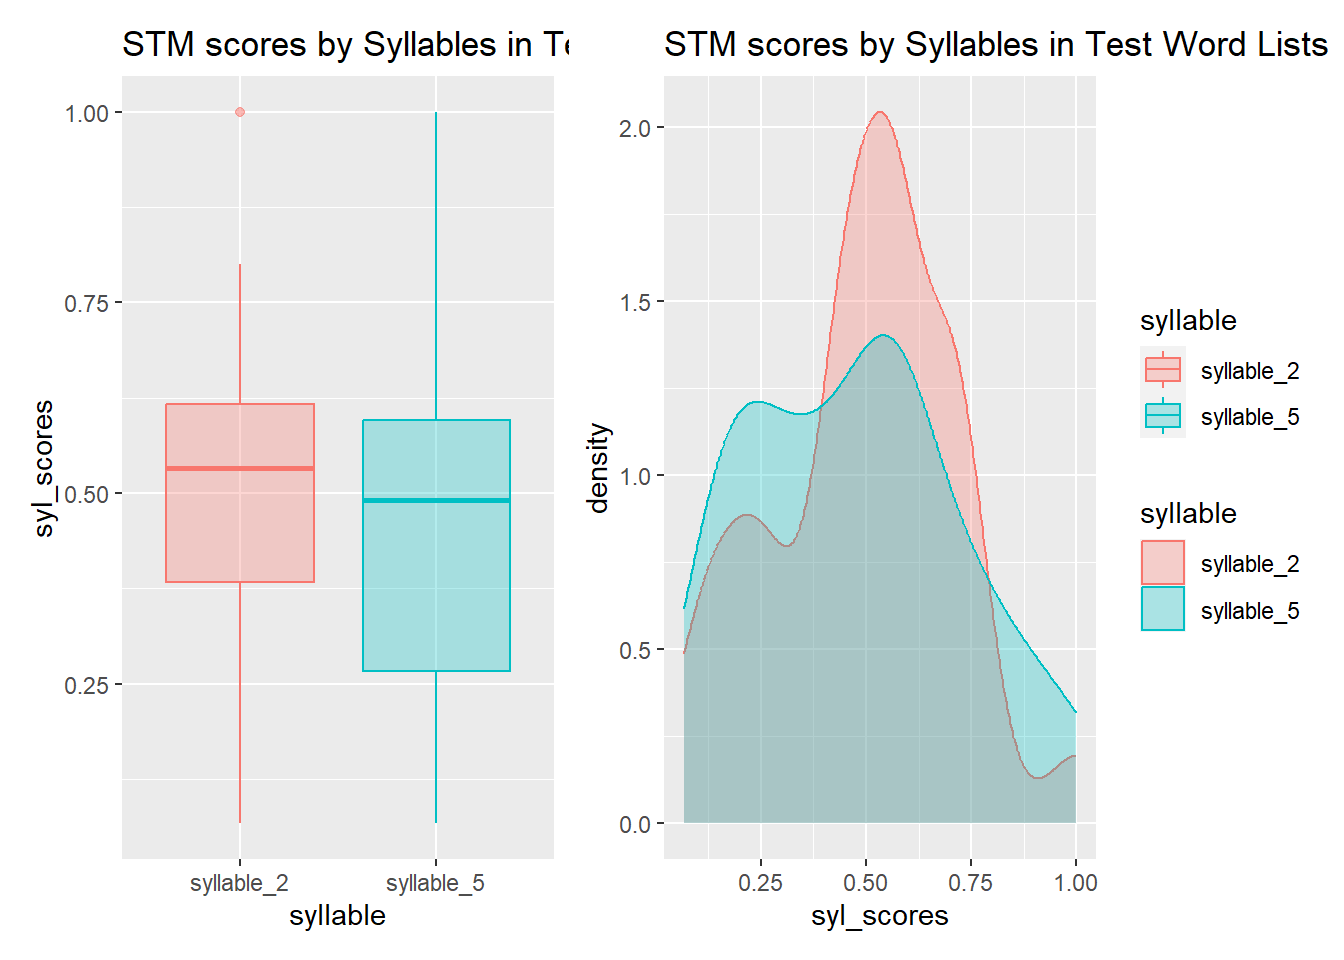 STM scores by Syllables in Te
syl_scores
1.00
0.75
0.50
0.25
syllable_2
syllable_5
syllable
STM scores by Syllables in Test Word Lists
density
2.0
1.5
1.0
0.5
0.0
0.25
0.50
0.75
1.00
syl_scores
syllable
syllable_2
syllable_5
syllable
syllable_2
syllable_5